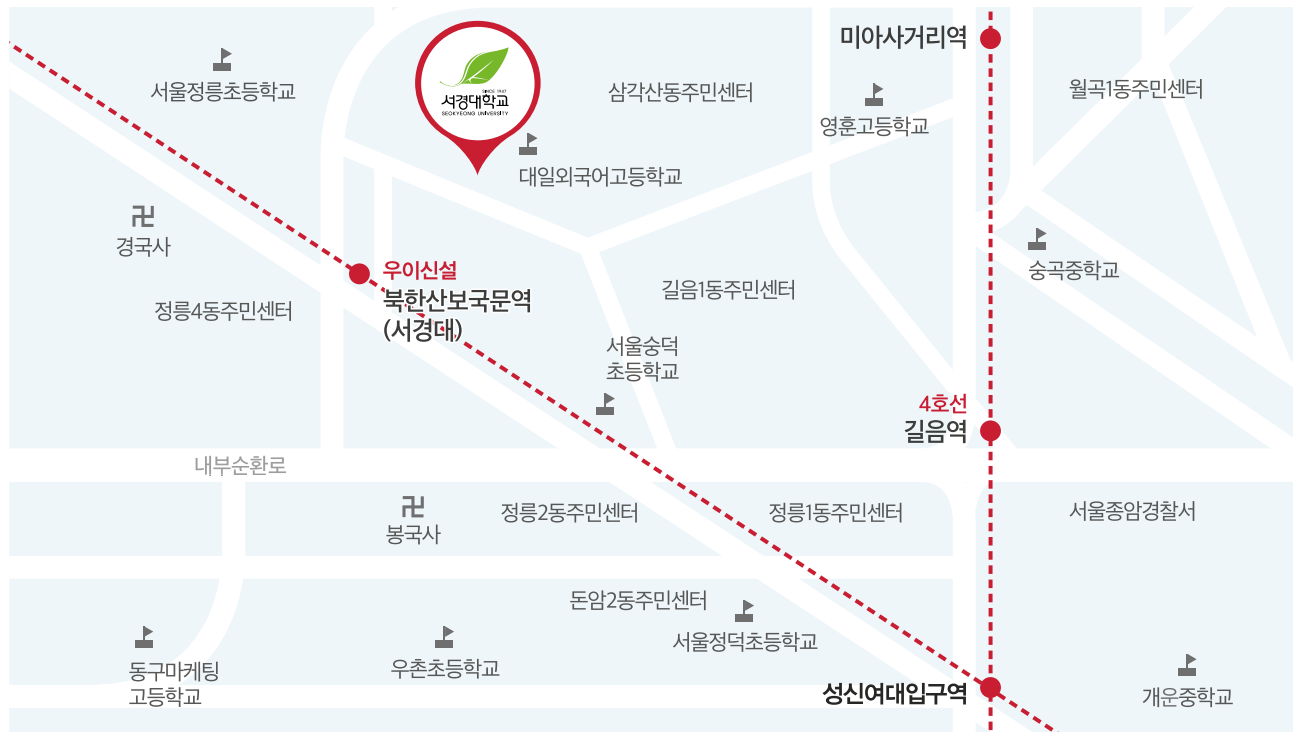 미아사거리역
서울정릉초등학교
삼각산동주민센터
월곡1동주민센터
SINCE 1947
서경대학교
SEOKYEONG UNIVERSITY
영훈고등학교
대일외국어고등학교
경국사
우이신설
북한산보국문역
(서경대)
숭곡중학교
정릉4동주민센터
길음1동주민센터
서울숭덕
초등학교
4호선
길음역
내부순환로
봉국사
정릉2동주민센터
정릉1동주민센터
서울종암경찰서
돈암2동주민센터
서울정덕초등학교
동구마케팅
고등학교
우촌초등학교
성신여대입구역
개운중학교